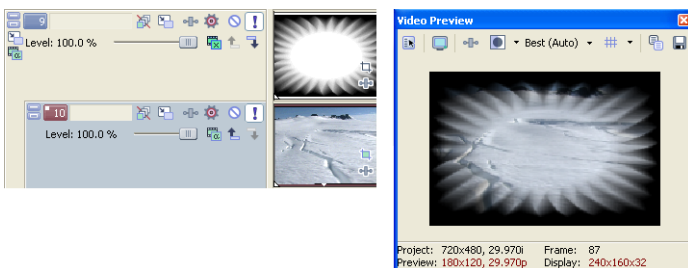 9
Level: 100.0 %
10
Level: 100.0 %
Video Preview
Best (Auto)
Project: 720x480, 29.970i Frame: 87
Preview: 180x120, 29.970p Display: 240x160x32